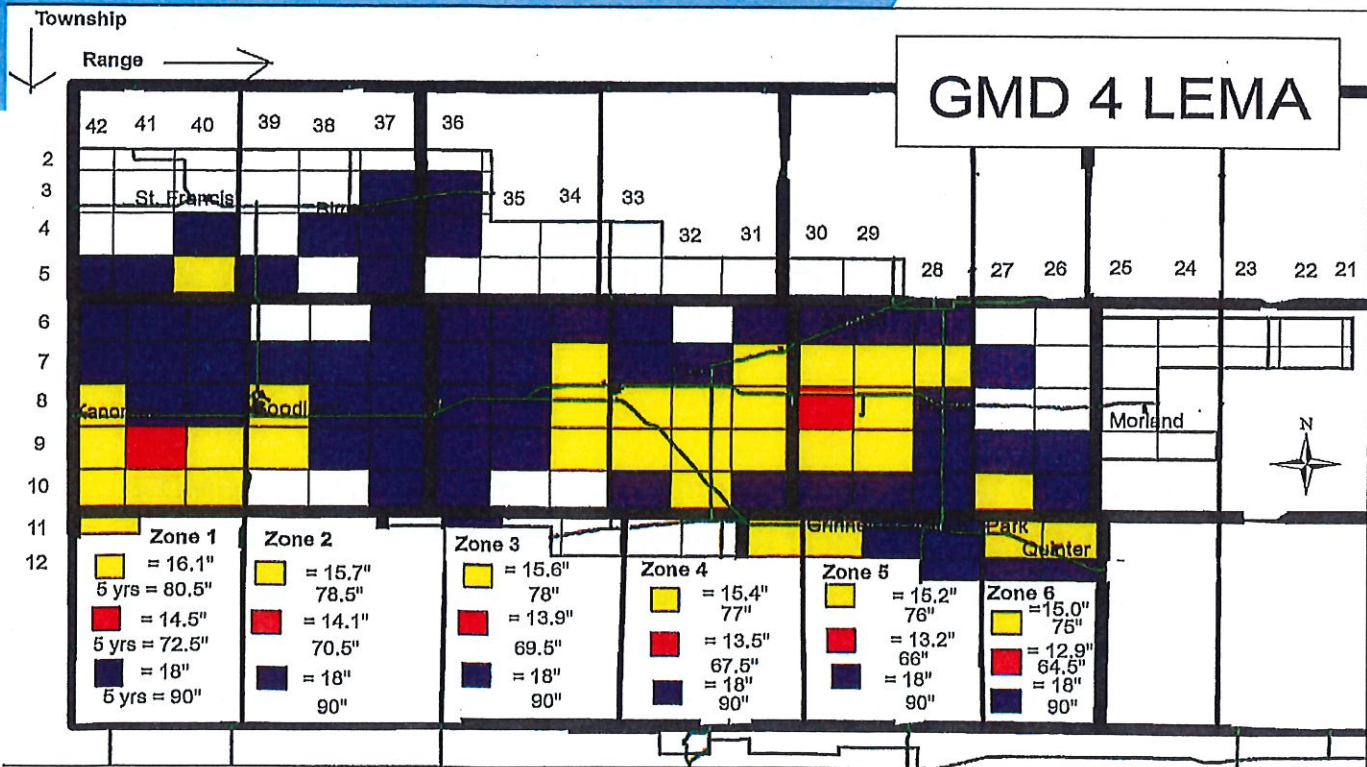 Township
Range
GMD 4 LEMA
42 41 40 39 38 37 36
2
3
St. Francis
35 34 33
4
32 31 30 29
5
28 27 26 25 24 23 22 21
6
7
8
Kanor
Goodl
Morland
9
N
10
11
Grinne
Park
Quinter
12
Zone 1
= 16.1"
5 yrs = 80.5"
= 14.5"
5 yrs = 72.5"
= 18"
5 yrs = 90"
Zone 2
= 15.7"
78.5"
= 14.1"
70.5"
= 18"
90"
Zone 3
= 15.6"
78"
= 13.9"
69.5"
= 18"
90"
Zone 4
= 15.4"
77"
= 13.5"
67.5"
= 18"
90"
Zone 5
= 15.2"
76"
= 13.2"
66"
= 18"
90"
Zone 6
=15.0"
75"
= 12.9"
64.5"
= 18"
90"